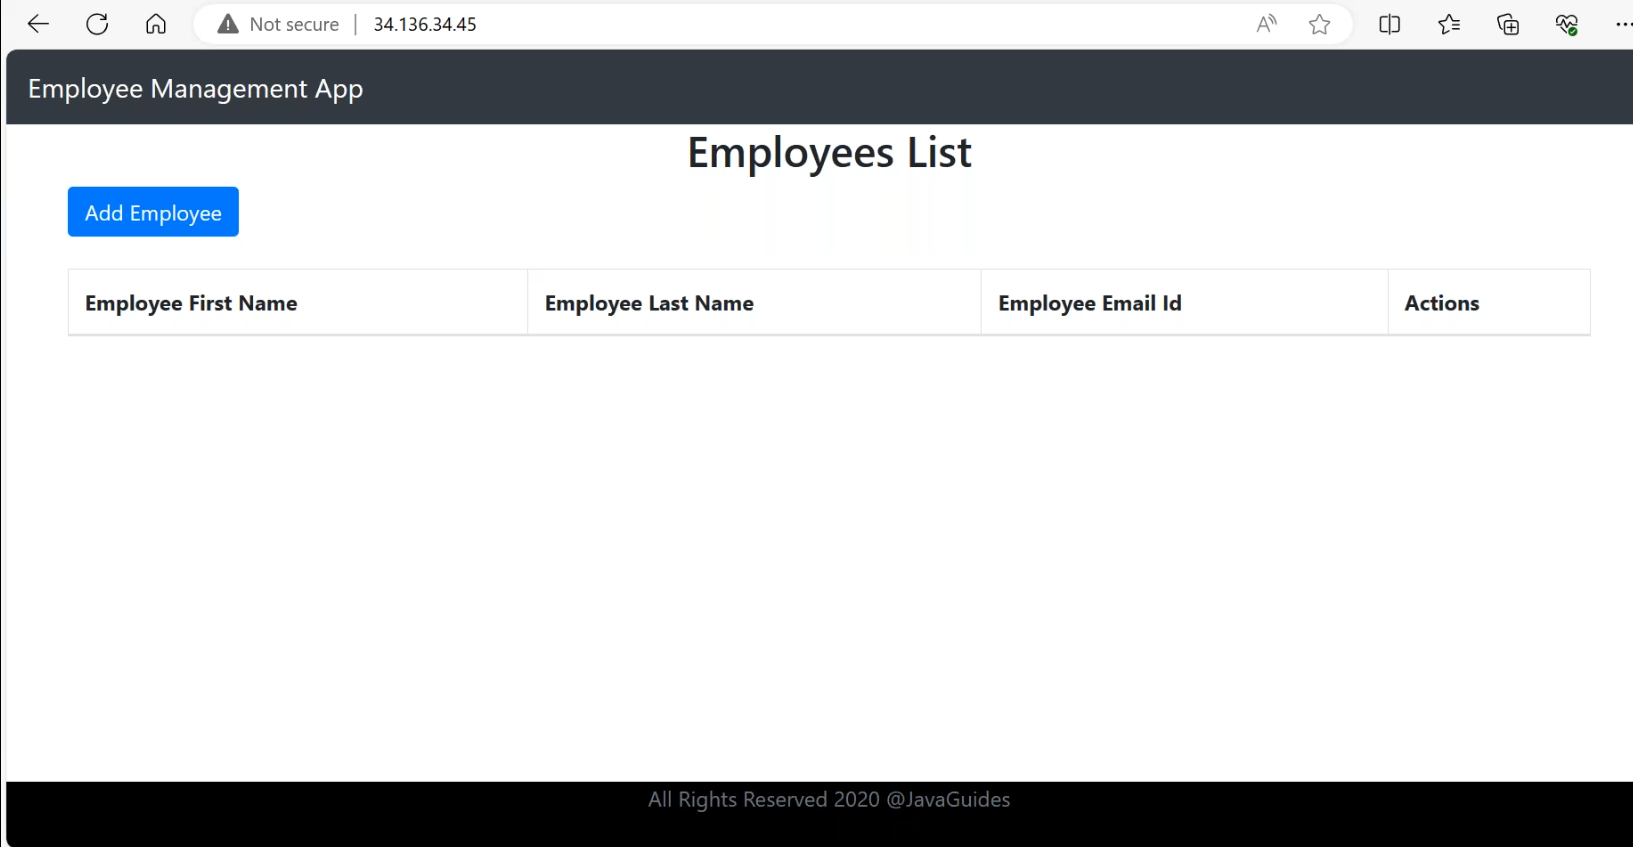 Not secure | 34.136.34.45
Employee Management App
Employees List
Add Employee
Employee First Name Employee Last Name Employee Email Id Actions
All Rights Reserved 2020 @JavaGuides